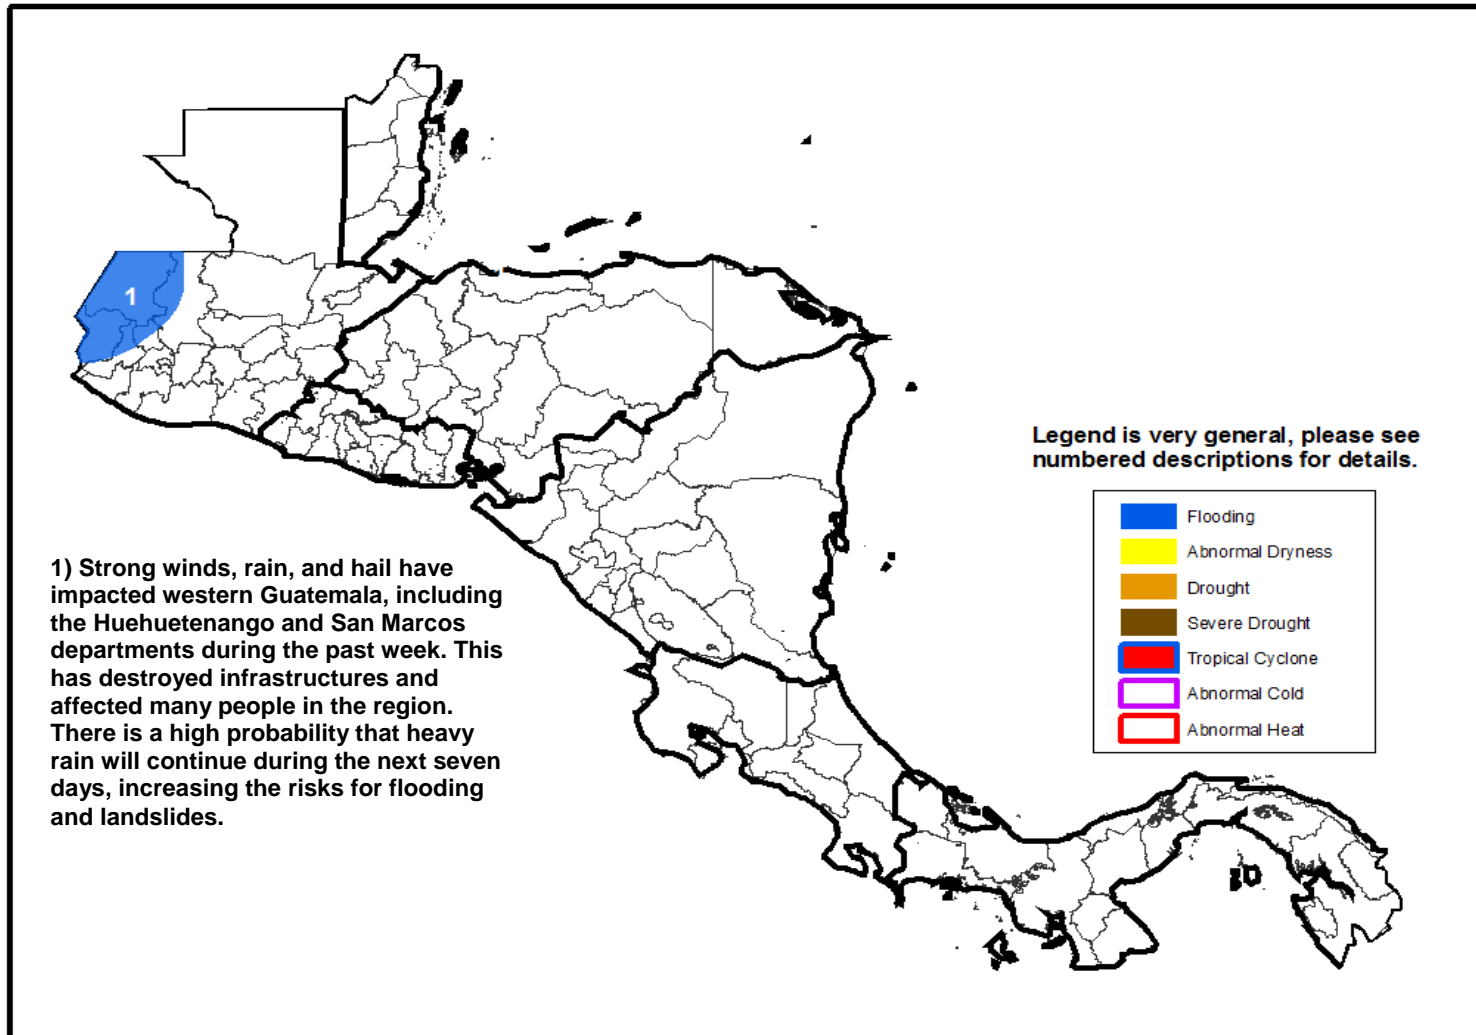 1
Legend is very general, please see
numbered descriptions for details.
Flooding
Abnormal Dryness
Drought
Severe Drought
Tropical Cyclone
Abnormal Cold
Abnormal Heat
1) Strong winds, rain, and hail have
impacted western Guatemala, including
the Huehuetenango and San Marcos
departments during the past week. This
has destroyed infrastructures and
affected many people in the region.
There is a high probability that heavy
rain will continue during the next seven
days, increasing the risks for flooding
and landslides.